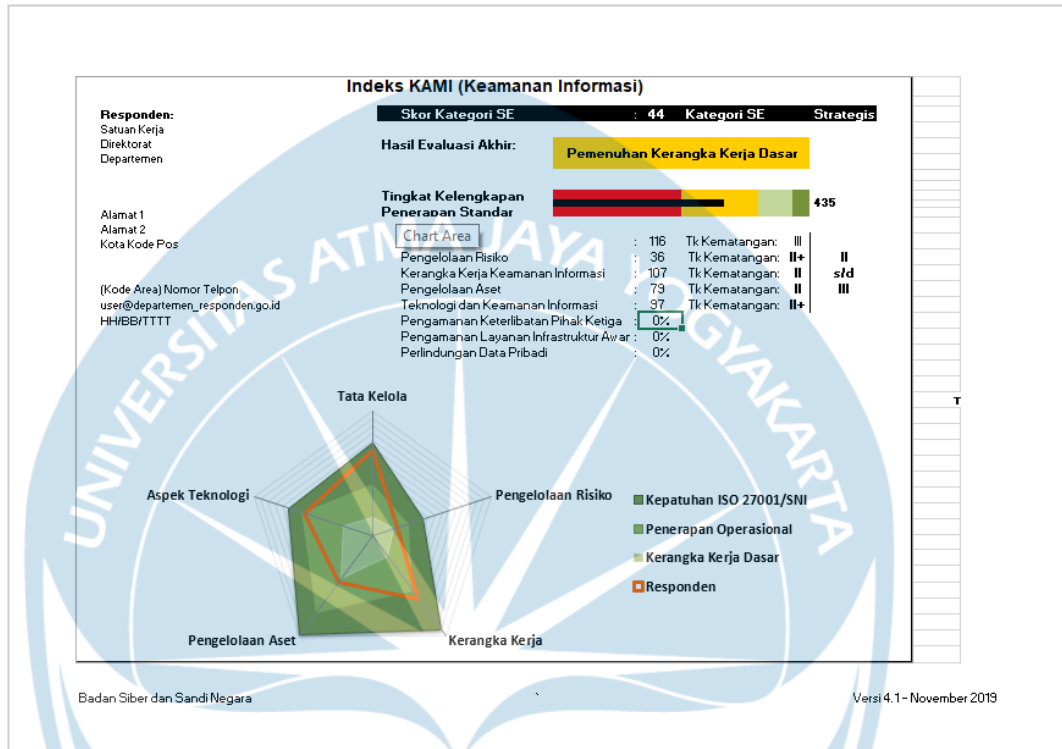 Indeks KAMI (Keamanan Informasi)
Responden:
Satuan Kerja
Direktorat
Departemen
Alamat 1
Alamat 2
Kota Kode Pos
(Kode Area) Nomor Telpon
user@departemen_responden.go.id
HH/BB/TTTT
Skor Kategori SE : 44 Kategori SE Strategis
Hasil Evaluasi Akhir: Pemenuhan Kerangka Kerja Dasar
Tingkat Kelengkapan
Penerapan Standar 435
Chart Area : 116 Tk Kematangan: III
Pengelolaan Risiko : 36 Tk Kematangan: II+ II
Kerangka Kerja Keamanan Informasi : 107 Tk Kematangan: II s/d
Pengelolaan Aset : 79 Tk Kematangan: II III
Teknologi dan Keamanan Informasi : 97 Tk Kematangan: II+
Pengamanan Keterlibatan Pihak Ketiga : 0%
Pengamanan Layanan Infrastruktur Awar : 0%
Perlindungan Data Pribadi : 0%
T
Tata Kelola
Aspek Teknologi
Pengelolaan Risiko
Pengelolaan Aset
Kerangka Kerja
Kepatuhan ISO 27001/SNI
Penerapan Operasional
Kerangka Kerja Dasar
Responden
UNIVERSITAS ATMA JAYA YOGYAKARTA
Badan Siber dan Sandi Negara
Versi 4.1 - November 2019